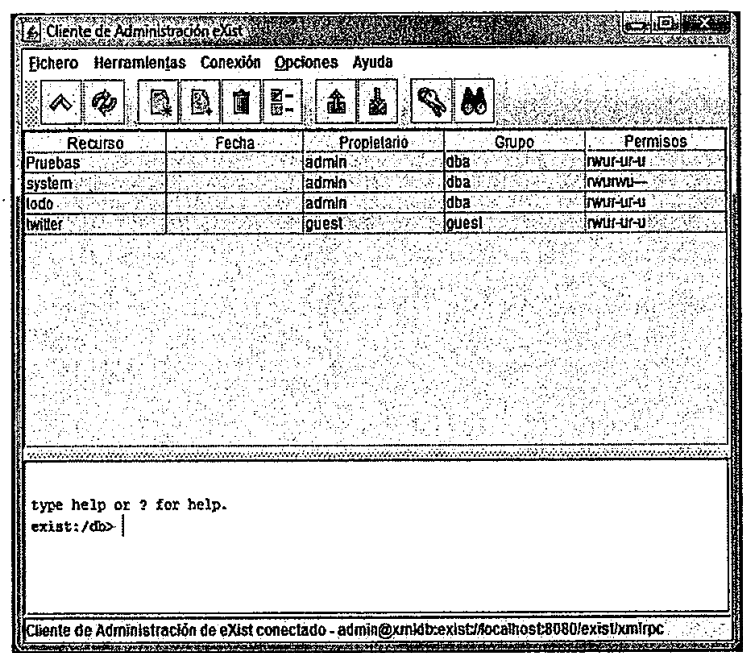 Cliente de Administración eXist
Fichero Herramientas Conexión Opciones Ayuda
Recurso Fecha Propietario Grupo Permisos
Pruebas admin dba rwur-ur-u
system admin dba rwurwu---
todo admin dba rwur-ur-u
twitter guest guest rwur-ur-u
type help or ? for help.
exist:/db>
Cliente de Administración de eXist conectado - admin@xmldb:exist://localhost:8080/exist/xmlrpc